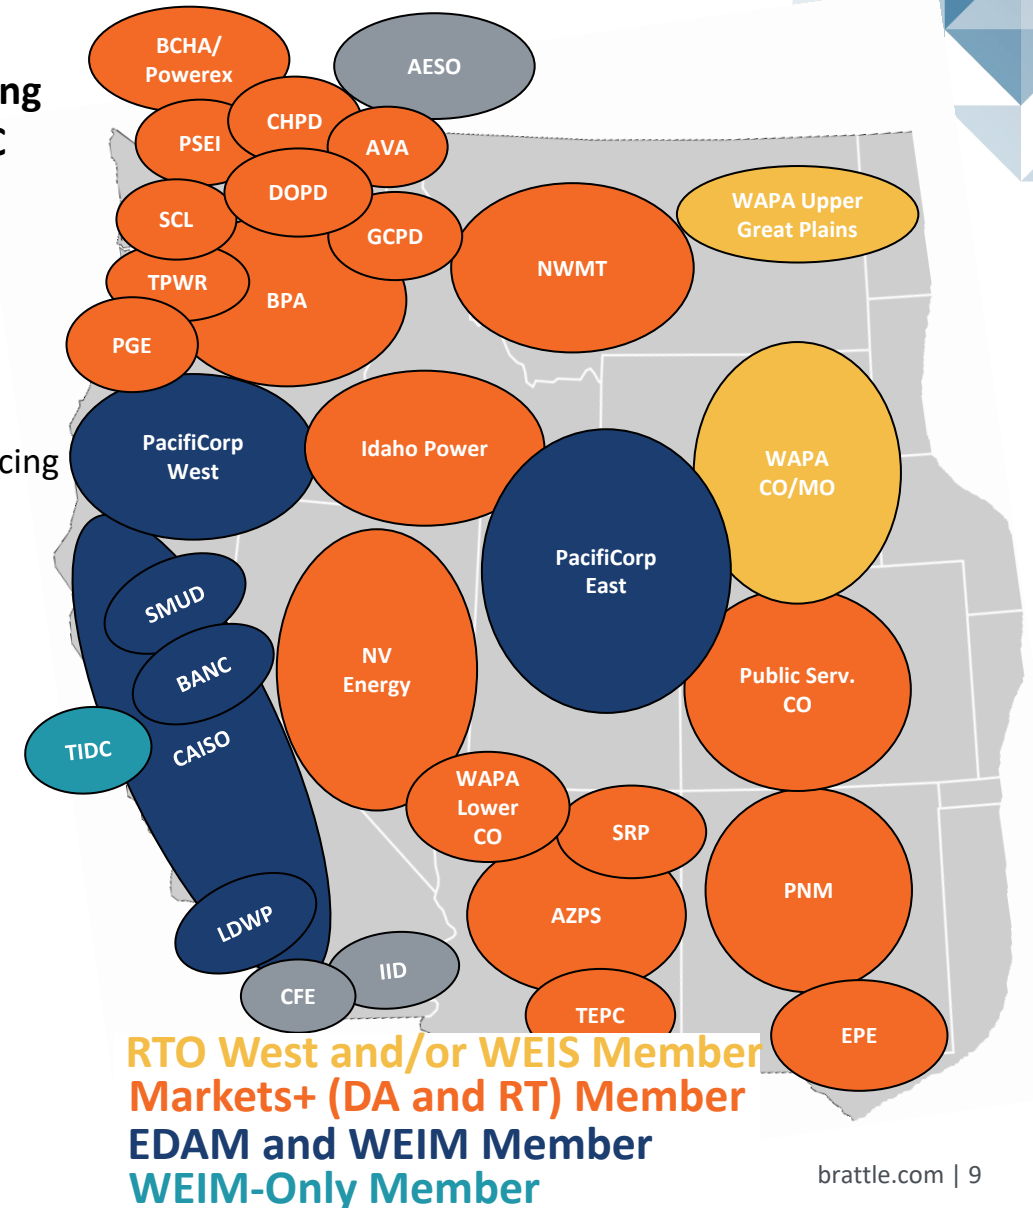 ng
C
cing
BCHA/
Powerex
AESO
CHPD
PSEI
AVA
DOPD
WAPA Upper
Great Plains
SCL
GCPD
NWMT
TPWR
BPA
PGE
PacifiCorp
West
Idaho Power
WAPA
CO/MO
PacifiCorp
East
SMUD
BANC
NV
Energy
Public Serv.
CO
TIDC
CAISO
WAPA
Lower
CO
SRP
PNM
AZPS
LDWP
IID
CFE
TEPC
EPE
RTO West and/or WEIS Member
Markets+ (DA and RT) Member
EDAM and WEIM Member
WEIM-Only Member
brattle.com | 9